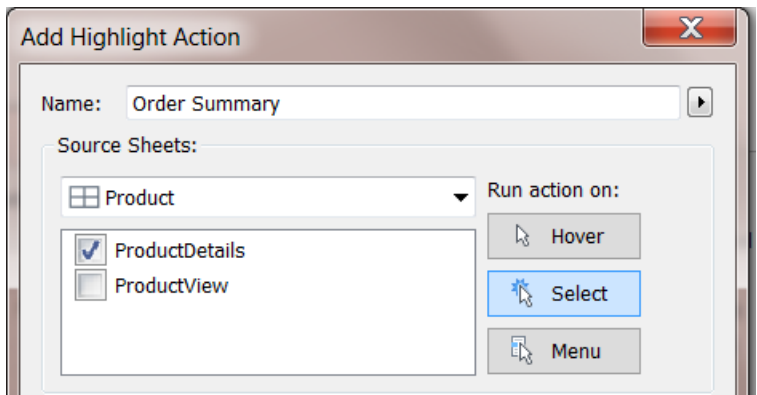 Add Highlight Action
Name: Order Summary
Source Sheets:
Product
Run action on:
ProductDetails
ProductView
Hover
Select
Menu